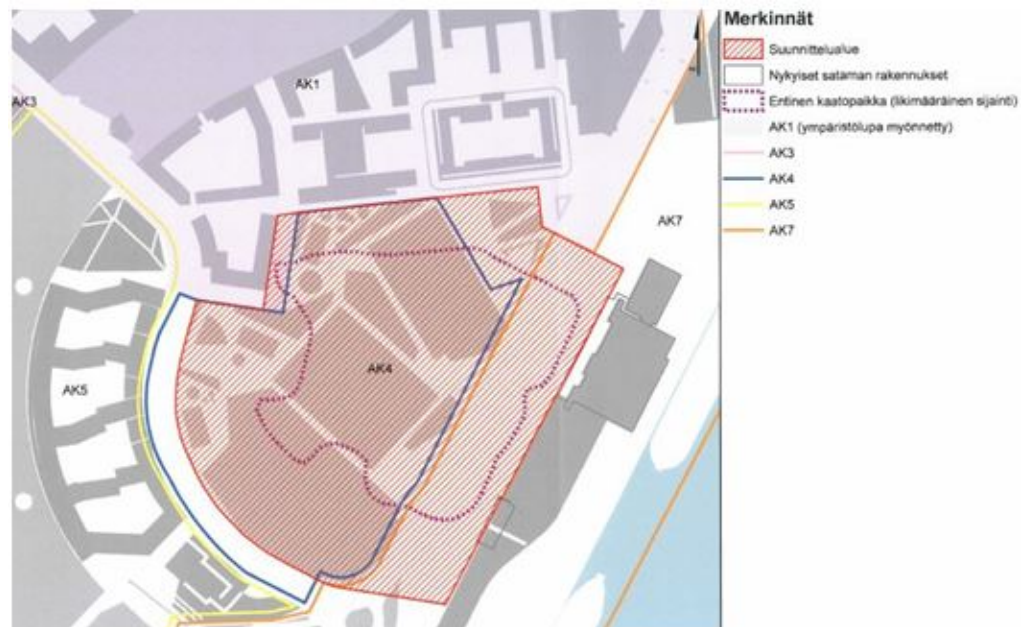 Merkinnät
Suunnittelualue
Nykyiset sataman rakennukset
Entinen kaatopaikka (likimääräinen sijainti)
AK1 (ympäristölupa myönnetty)
AK3
AK4
AK5
AK7
AK1
AK3
AK7
AK4
AK5